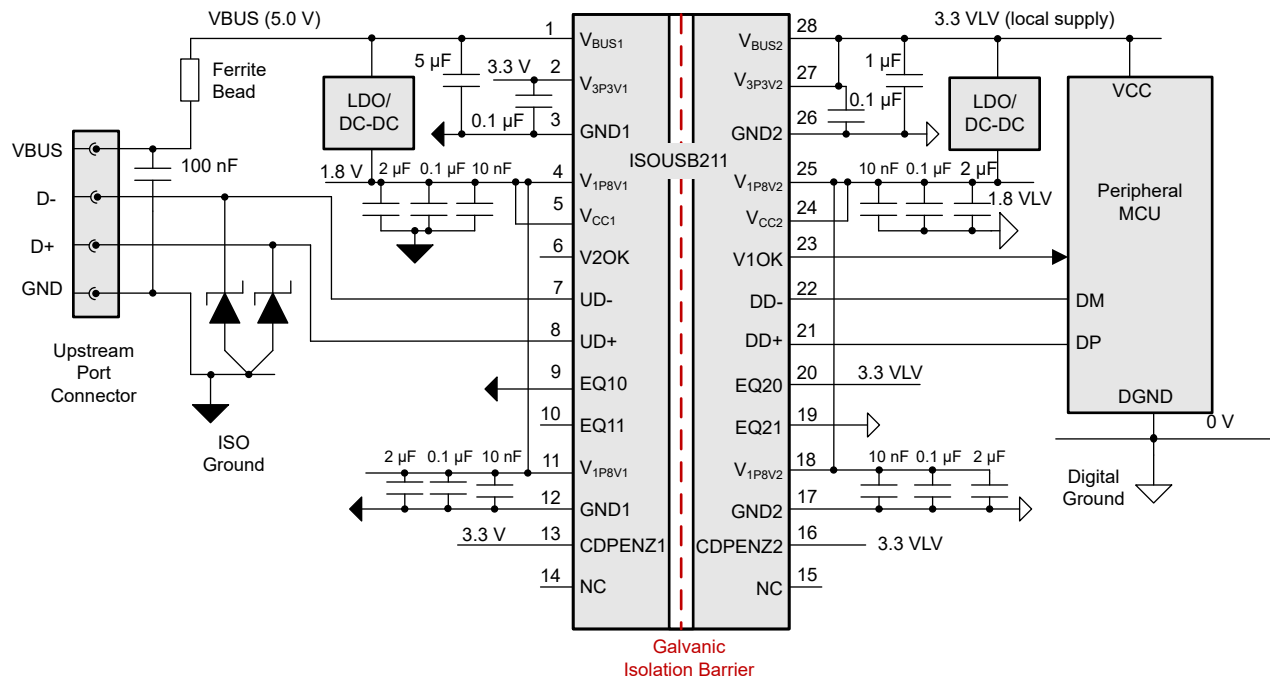 VBUS (5.0 V)
3.3 VLV (local supply)
Ferrite
Bead
LDO/
DC-DC
5 µF
3.3 V
0.1 µF
1.8 V
2 µF
0.1 µF
10 nF
VBUS
D-
D+
GND
100 nF
Upstream
Port
Connector
ISO
Ground
2 µF
0.1 µF
10 nF
3.3 V
1
2
3
4
5
6
7
8
9
10
11
12
13
14
VBUS1
V3P3V1
GND1
V1P8V1
VCC1
V2OK
UD-
UD+
EQ10
EQ11
V1P8V1
GND1
CDPENZ1
NC
ISOUSB211
VBUS2
V3P3V2
GND2
V1P8V2
VCC2
V1OK
DD-
DD+
EQ20
EQ21
V1P8V2
GND2
CDPENZ2
NC
28
27
26
25
24
23
22
21
20
19
18
17
16
15
1 µF
0.1 µF
LDO/
DC-DC
10 nF
0.1 µF
2 µF
1.8 VLV
3.3 VLV
10 nF
0.1 µF
2 µF
3.3 VLV
VCC
Peripheral
MCU
DM
DP
DGND
0 V
Digital
Ground
Galvanic
Isolation Barrier